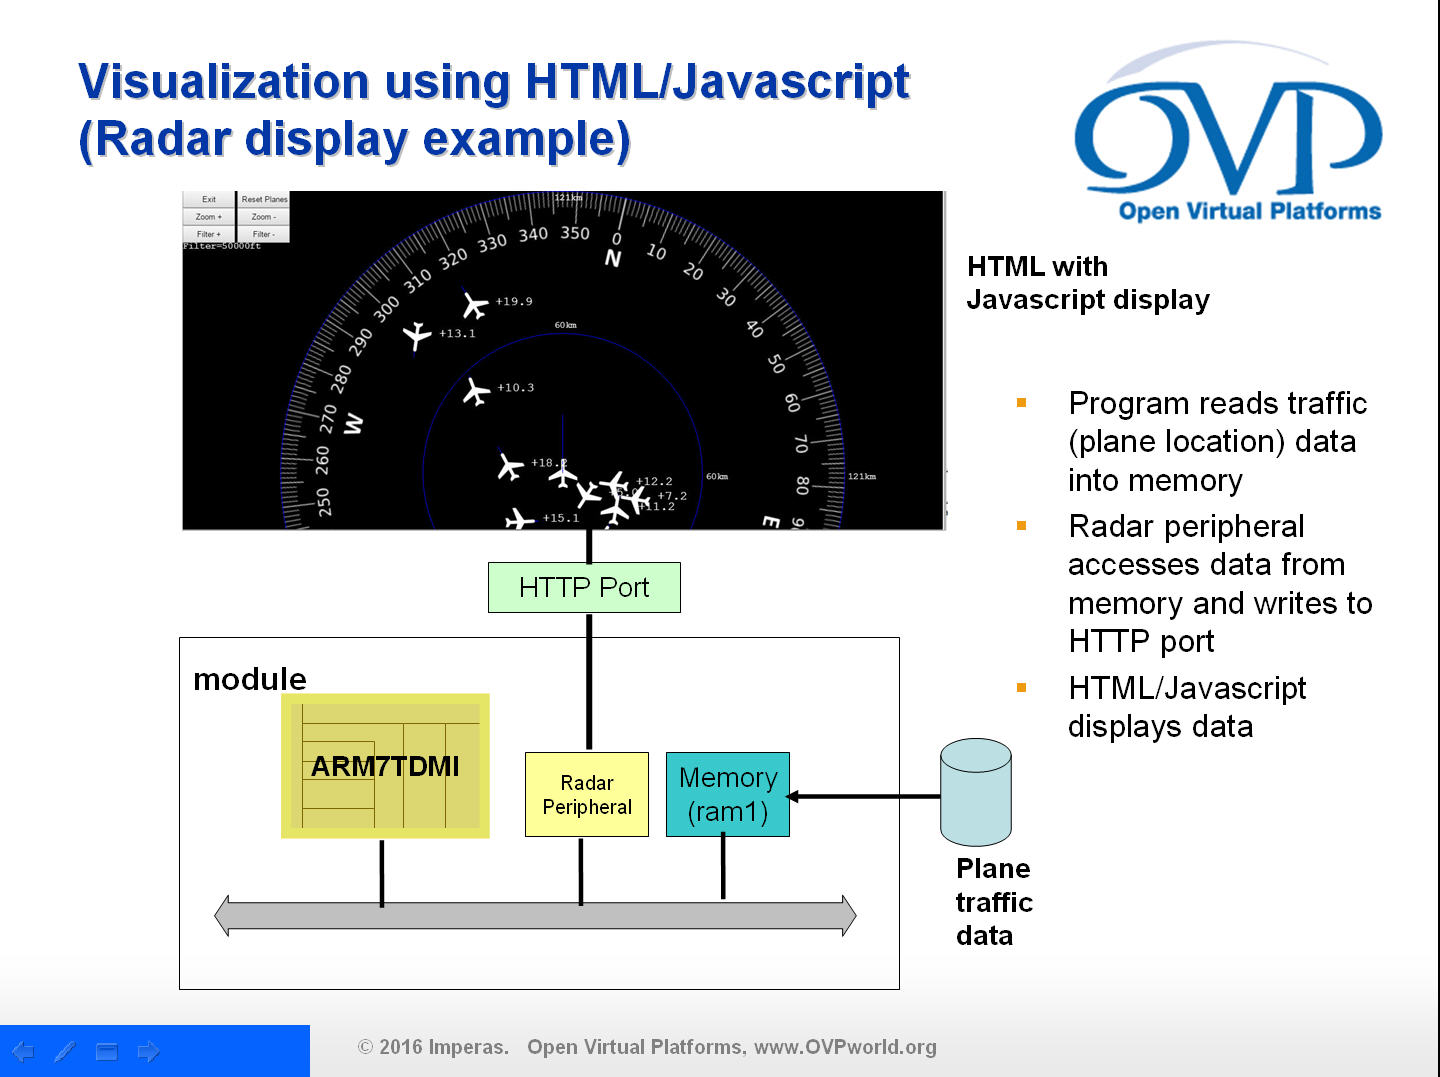 Visualization using HTML/Javascript
(Radar display example)
OVP
Open Virtual Platforms
Exit
Reset Planes
Zoom +
Zoom -
Filter +
Filter -
Filter=50000ft
121km
250
260
270
W
280
290
300
310
320
330
340
350
0
N
10
20
30
40
50
60
70
80
E
+19.9
+13.1
60km
+10.3
+18.2
60km
121km
+12.2
+7.2
+11.2
+15.1
HTML with
Javascript display
Program reads traffic
(plane location) data
into memory
Radar peripheral
accesses data from
memory and writes to
HTTP port
HTML/Javascript
displays data
HTTP Port
module
ARM7TDMI
Radar
Peripheral
Memory
(ram1)
Plane
traffic
data
© 2016 Imperas. Open Virtual Platforms, www.OVPworld.org